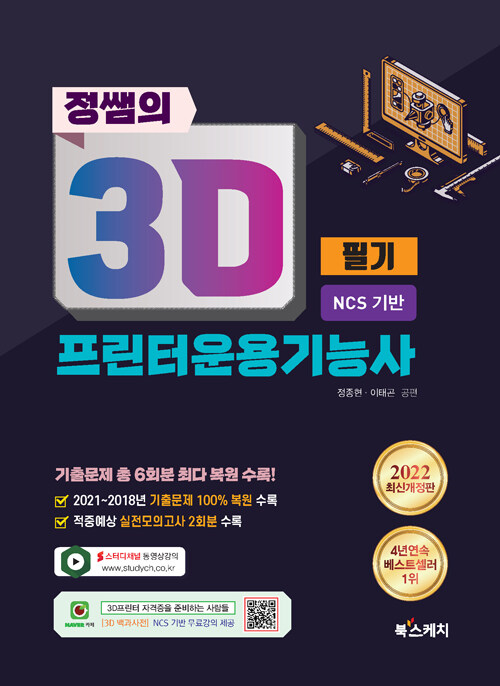 정쌤의
3D
필기
NCS 기반
프린터운용기능사
정종현 · 이태곤 공편
기출문제 총 6회분 최다 복원 수록!
2021~2018년 기출문제 100% 복원 수록
적중예상 실전모의고사 2회분 수록
2022
최신개정판
스터디채널 동영상강의
www.studych.co.kr
4년연속
베스트셀러
1위
3D프린터 자격증을 준비하는 사람들
NAVER 카페
[3D 백과사전] NCS 기반 무료강의 제공
북스케치